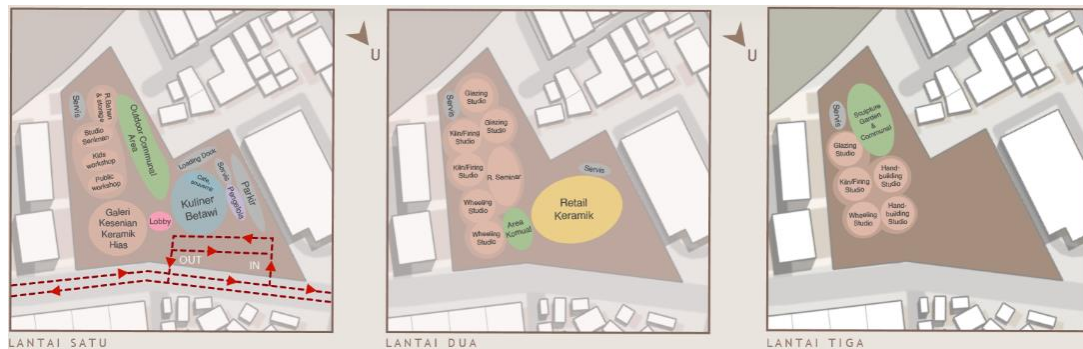 Servis
R.Bahan
& storage
Outdoor Communal
Area
Studio
Seniman
Kids
workshop
Public
workshop
Galeri
Kesenian
Keramik
Hias
Lobby
Loading Dock
Cafe,
souvenir
Kuliner
Betawi
Servis
Pengelola
Parkir
OUT
IN
LANTAI SATU
U
Servis
Glazing
Studio
Glazing
Studio
Kiln/Firing
Studio
Kiln/Firing
Studio
R. Seminar
Wheeling
Studio
Wheeling
Studio
Area
Komunal
Servis
Retail
Keramik
LANTAI DUA
U
Servis
Sculpture
Garden
&
Communal
Glazing
Studio
Kiln/Firing
Studio
Hand-
building
Studio
Wheeling
Studio
Hand-
building
Studio
LANTAI TIGA